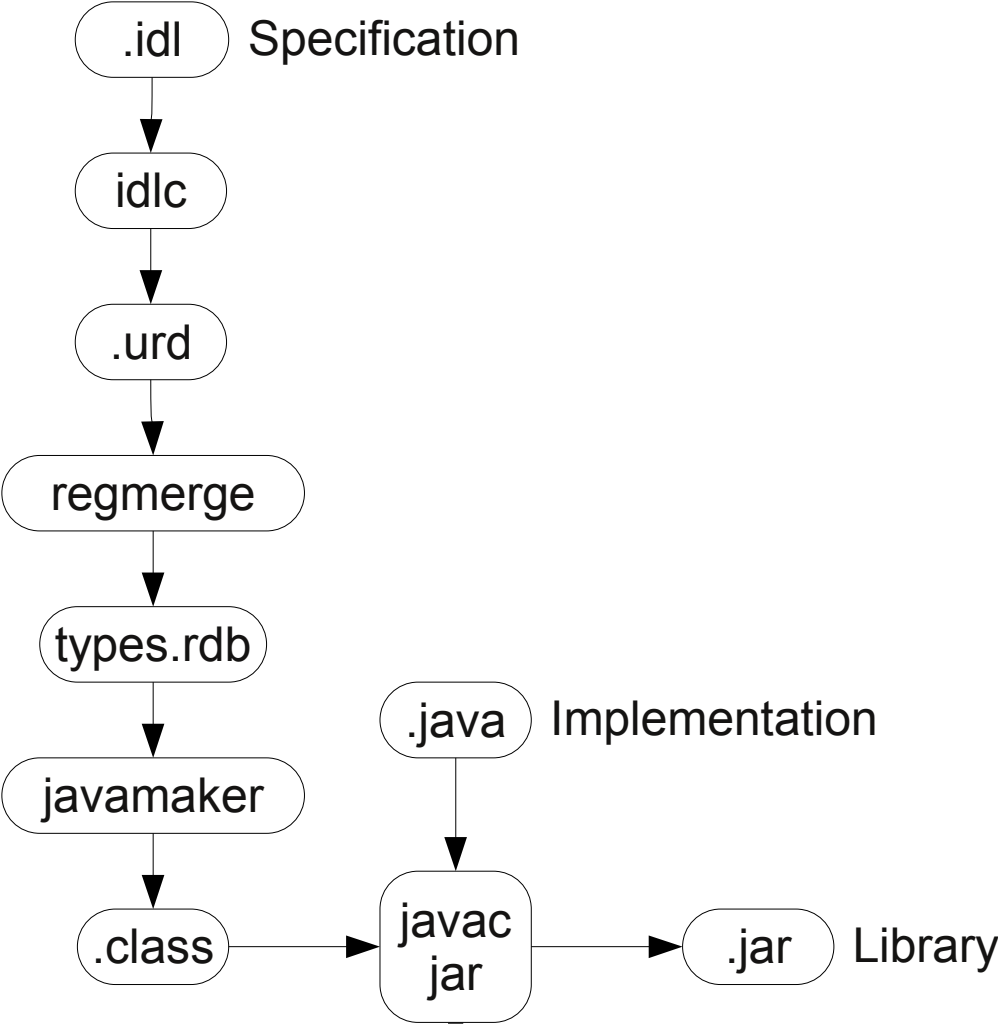 .idl Specification
idlc
.urd
regmerge
types.rdb
.java Implementation
javamaker
javac
.class
.jar Library
jar